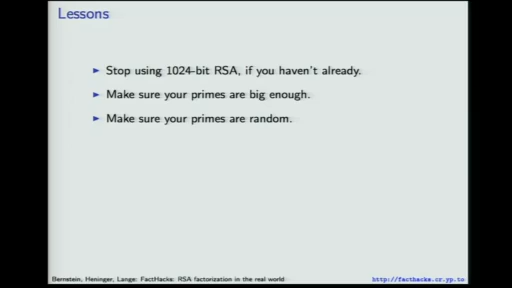 Lessons
▶ Stop using 1024-bit RSA, if you haven't already.
▶ Make sure your primes are big enough.
▶ Make sure your primes are random.
Bernstein, Heninger, Lange: FactHacks: RSA factorization in the real world
http://facthacks.cr.yp.to